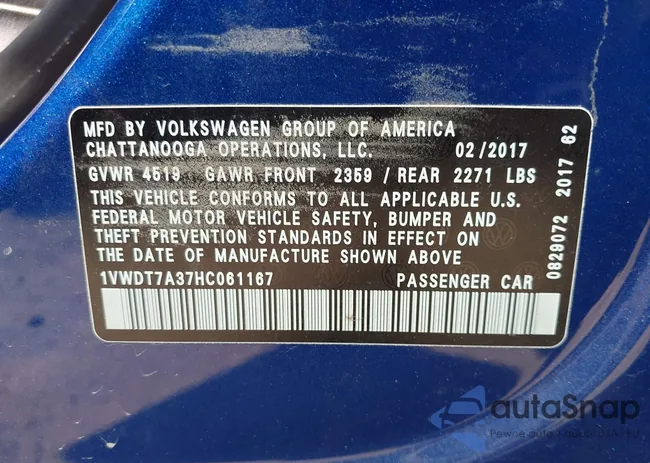 MFD BY VOLKSWAGEN GROUP OF AMERICA
CHATTANOOGA OPERATIONS, LLC. 02/2017
GVWR 4519 GAWR FRONT 2359 / REAR 2271 LBS
THIS VEHICLE CONFORMS TO ALL APPLICABLE U.S.
FEDERAL MOTOR VEHICLE SAFETY, BUMPER AND
THEFT PREVENTION STANDARDS IN EFFECT ON
THE DATE OF MANUFACTURE SHOWN ABOVE
1VWDT7A37HC061167 PASSENGER CAR
0829072 2017 62
autoSnap
Pewne auto z